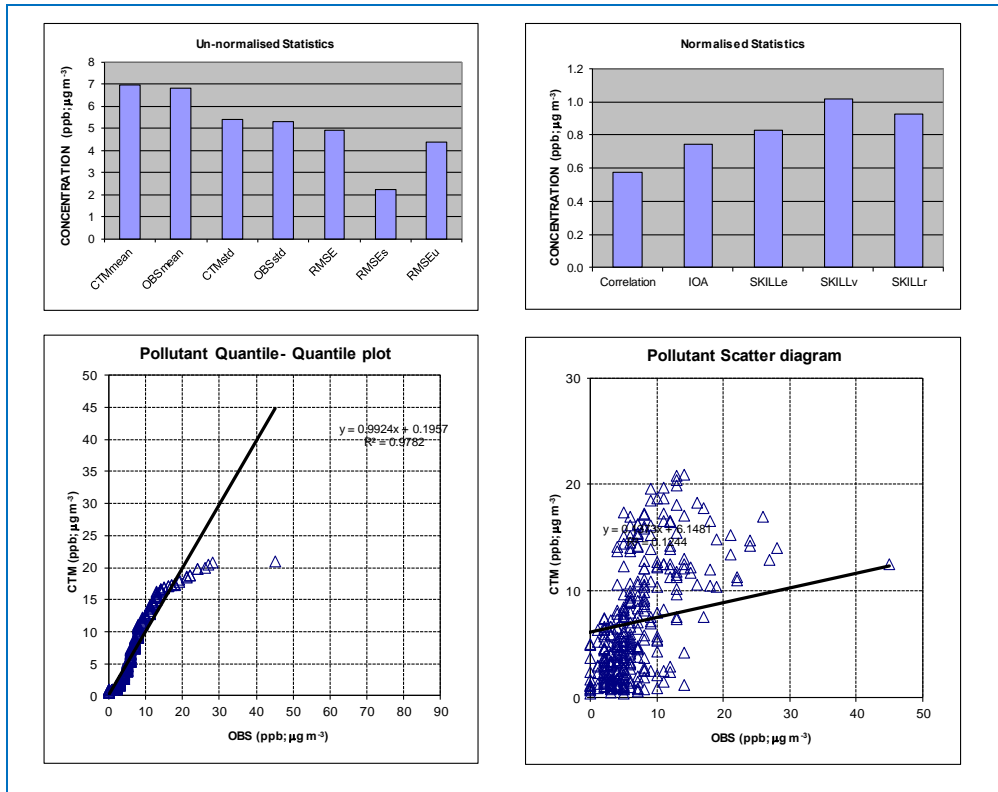 Un-normalised Statistics
CONCENTRATION (ppb; µg m-3)
8
7
6
5
4
3
2
1
0
CTMmean
OBSmean
CTMstd
OBSstd
RMSE
RMSEs
RMSEu
Normalised Statistics
CONCENTRATION (ppb; µg m-3)
1.2
1.0
0.8
0.6
0.4
0.2
0.0
Correlation IOA SKILLe SKILLv SKILLr
Pollutant Quantile- Quantile plot
CTM (ppb; µg m-3)
50
45
40
35
30
25
20
15
10
5
0
y = 0.9924x + 0.1957
R² = 0.9782
0 10 20 30 40 50 60 70 80 90
OBS (ppb; µg m-3)
Pollutant Scatter diagram
CTM (ppb; µg m-3)
30
20
10
0
0 10 20 30 40 50
OBS (ppb; µg m-3)